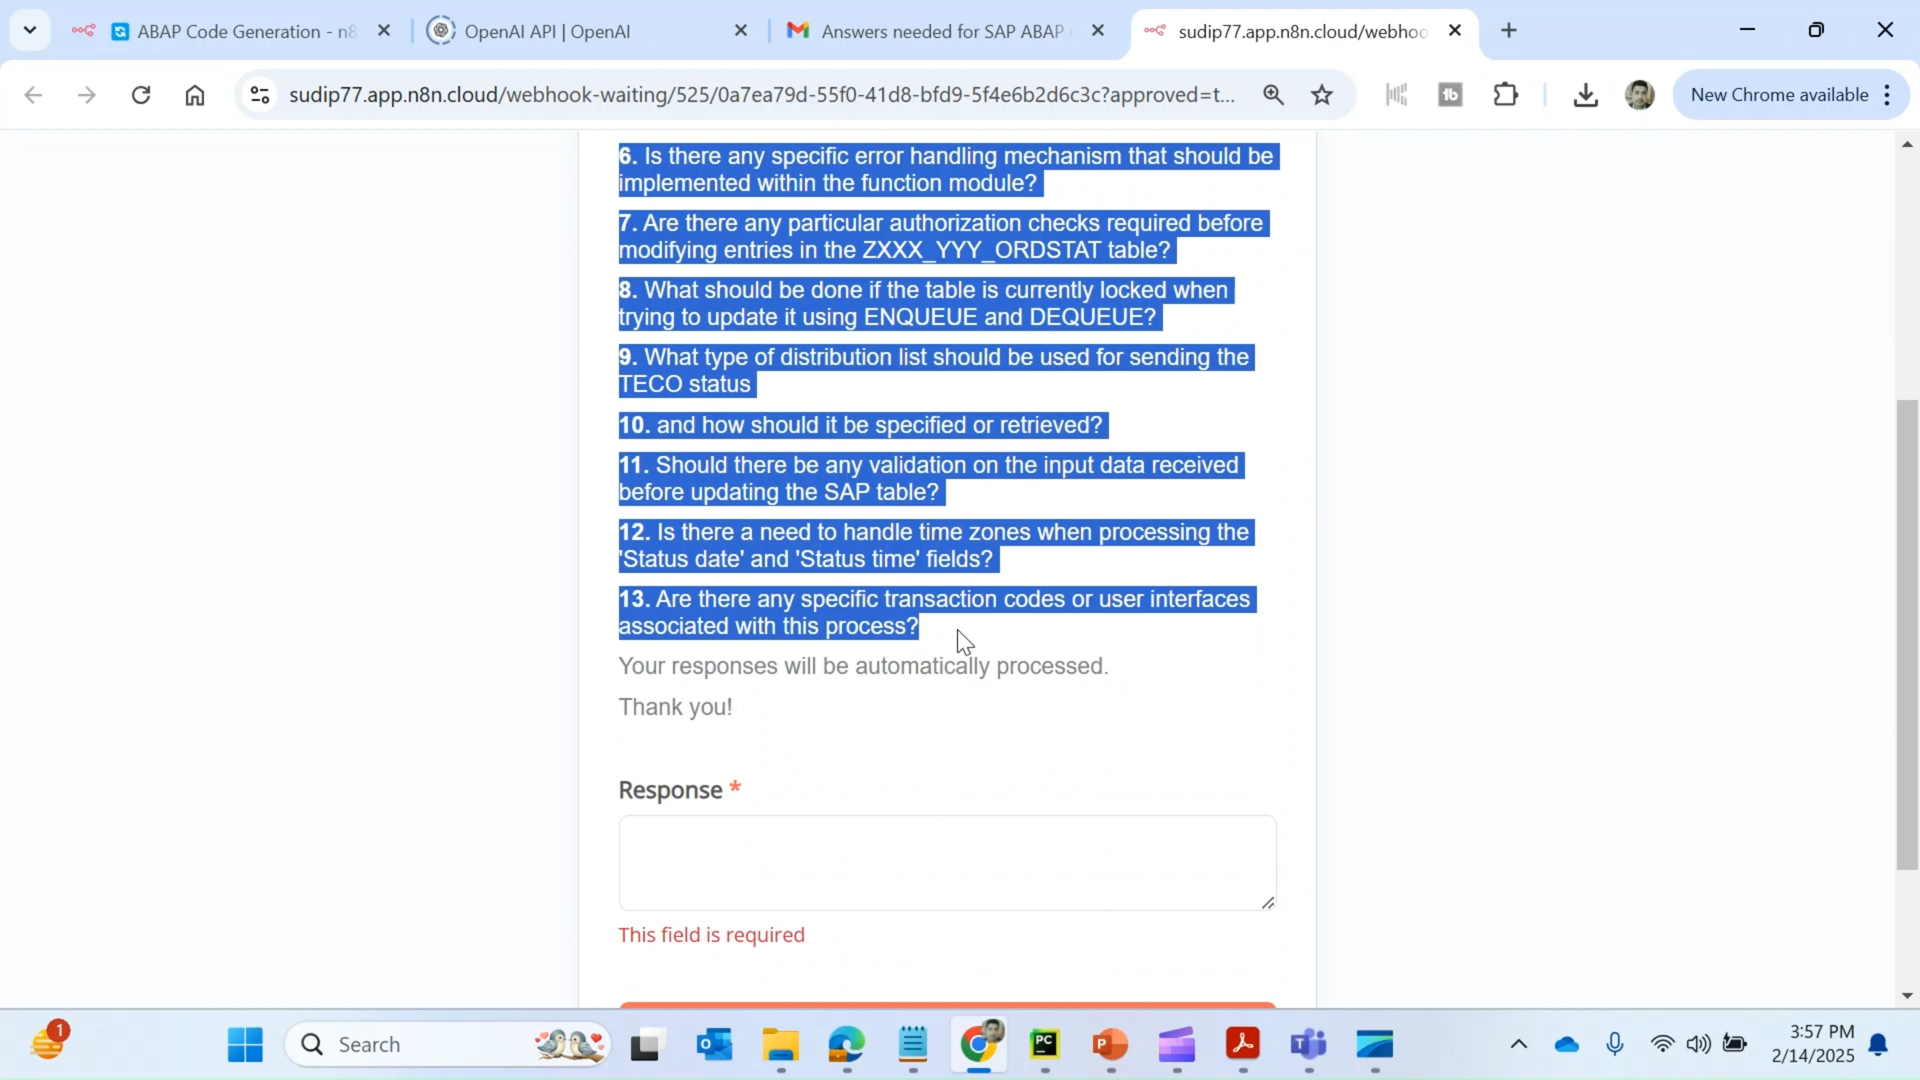 ABAP Code Generation - n8
OpenAI API | OpenAI
Answers needed for SAP ABAP
sudip77.app.n8n.cloud/webhoo
sudip77.app.n8n.cloud/webhook-waiting/525/0a7ea79d-55f0-41d8-bfd9-5f4e6b2d6c3c?approved=t...
New Chrome available
6. Is there any specific error handling mechanism that should be
implemented within the function module?
7. Are there any particular authorization checks required before
modifying entries in the ZXXX_YYY_ORDSTAT table?
8. What should be done if the table is currently locked when
trying to update it using ENQUEUE and DEQUEUE?
9. What type of distribution list should be used for sending the
TECO status
10. and how should it be specified or retrieved?
11. Should there be any validation on the input data received
before updating the SAP table?
12. Is there a need to handle time zones when processing the
'Status date' and 'Status time' fields?
13. Are there any specific transaction codes or user interfaces
associated with this process?
Your responses will be automatically processed.
Thank you!
Response *
This field is required
1
Search
3:57 PM
2/14/2025